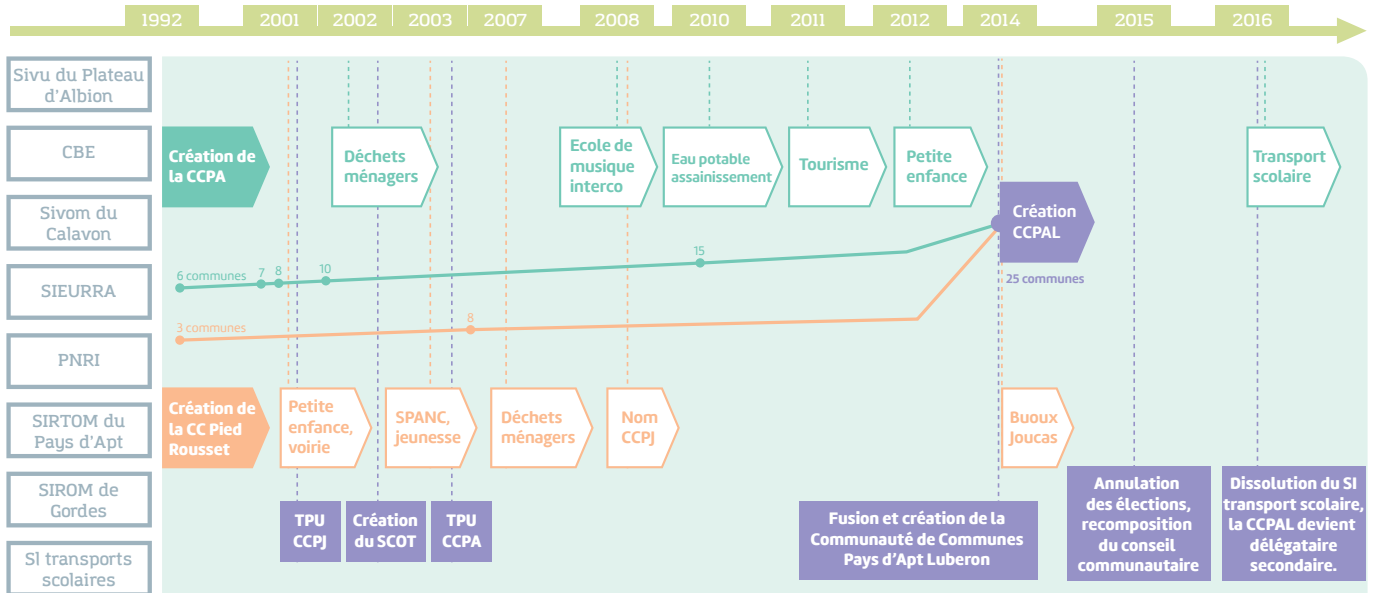 1992
2001
2002
2003
2007
2008
2010
2011
2012
2014
2015
2016
Sivu du Plateau
d'Albion
CBE
Sivom du
Calavon
SIEURRA
PNRI
SIRTOM du
Pays d'Apt
SIROM de
Gordes
SI transports
scolaires
Création de
la CCPA
Déchets
ménagers
Ecole de
musique
interco
Eau potable
assainissement
Tourisme
Petite
enfance
Transport
scolaire
Création
CCPAL
25 communes
6 communes
7
8
10
15
3 communes
8
Création de
la CC Pied
Rousset
Petite
enfance,
voirie
SPANC,
jeunesse
Déchets
ménagers
Nom
CCPJ
Buoux
Joucas
TPU
CCPJ
Création
du SCOT
TPU
CCPA
Fusion et création de la
Communauté de Communes
Pays d'Apt Luberon
Annulation
des élections,
recomposition
du conseil
communautaire
Dissolution du SI
transport scolaire,
la CCPAL devient
délégataire
secondaire.